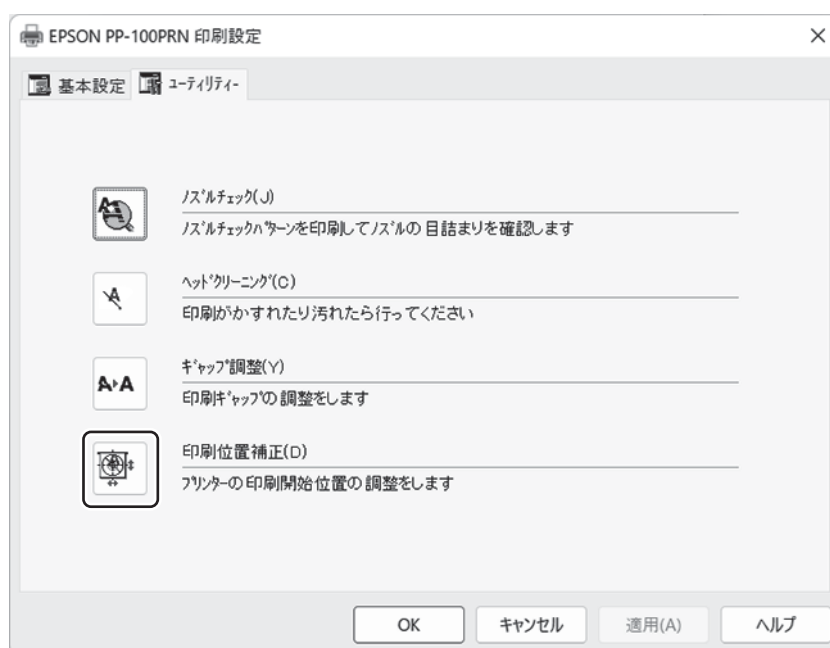 EPSON PP-100PRN 印刷設定
基本設定 ユーティリティー
ノズルチェック(J)
ノズルチェックパターンを印刷してノズルの目詰まりを確認します
ヘッドクリーニング(C)
印刷がかすれたり汚れたら行ってください
ギャップ調整(Y)
印刷ギャップの調整をします
印刷位置補正(D)
プリンターの印刷開始位置の調整をします
OK キャンセル 適用(A) ヘルプ